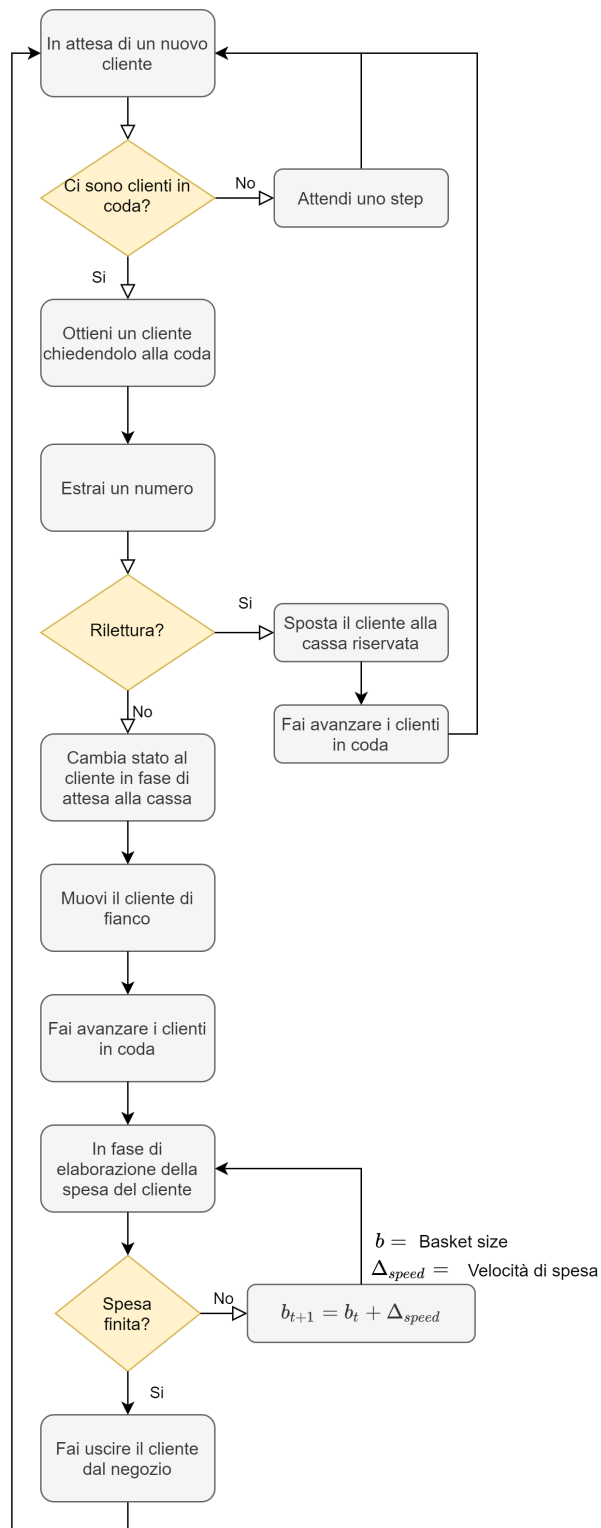 In attesa di un nuovo
cliente
Ci sono clienti in
coda?
No
Attendi uno step
Si
Ottieni un cliente
chiedendolo alla coda
Estrai un numero
Rilettura?
Si
Sposta il cliente alla
cassa riservata
No
Fai avanzare i clienti
in coda
Cambia stato al
cliente in fase di
attesa alla cassa
Muovi il cliente di
fianco
Fai avanzare i clienti
in coda
In fase di
elaborazione della
spesa del cliente
b = Basket size
Δ_speed = Velocità di spesa
Spesa
finita?
No
b_{t+1} = b_t + Δ_speed
Si
Fai uscire il cliente
dal negozio